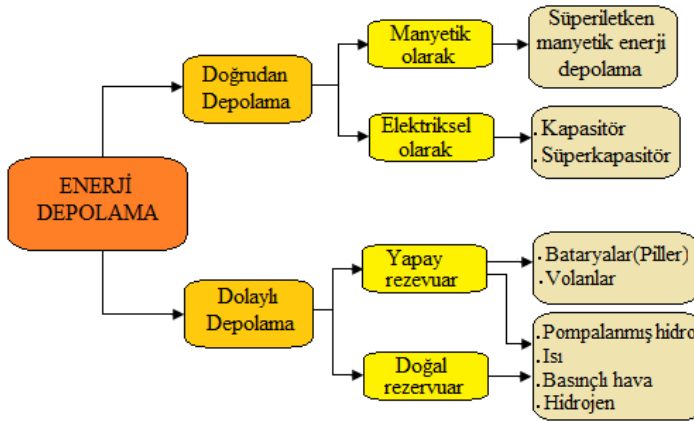 ENERJİ
DEPOLAMA
Doğrudan
Depolama
Manyetik
olarak
Süperiletken
manyetik enerji
depolama
Elektriksel
olarak
. Kapasitör
. Süperkapasitör
Dolaylı
Depolama
Yapay
rezevuar
. Bataryalar(Piller)
. Volanlar
Doğal
rezervuar
. Pompalanmış hidro
. Isı
. Basınçlı hava
. Hidrojen